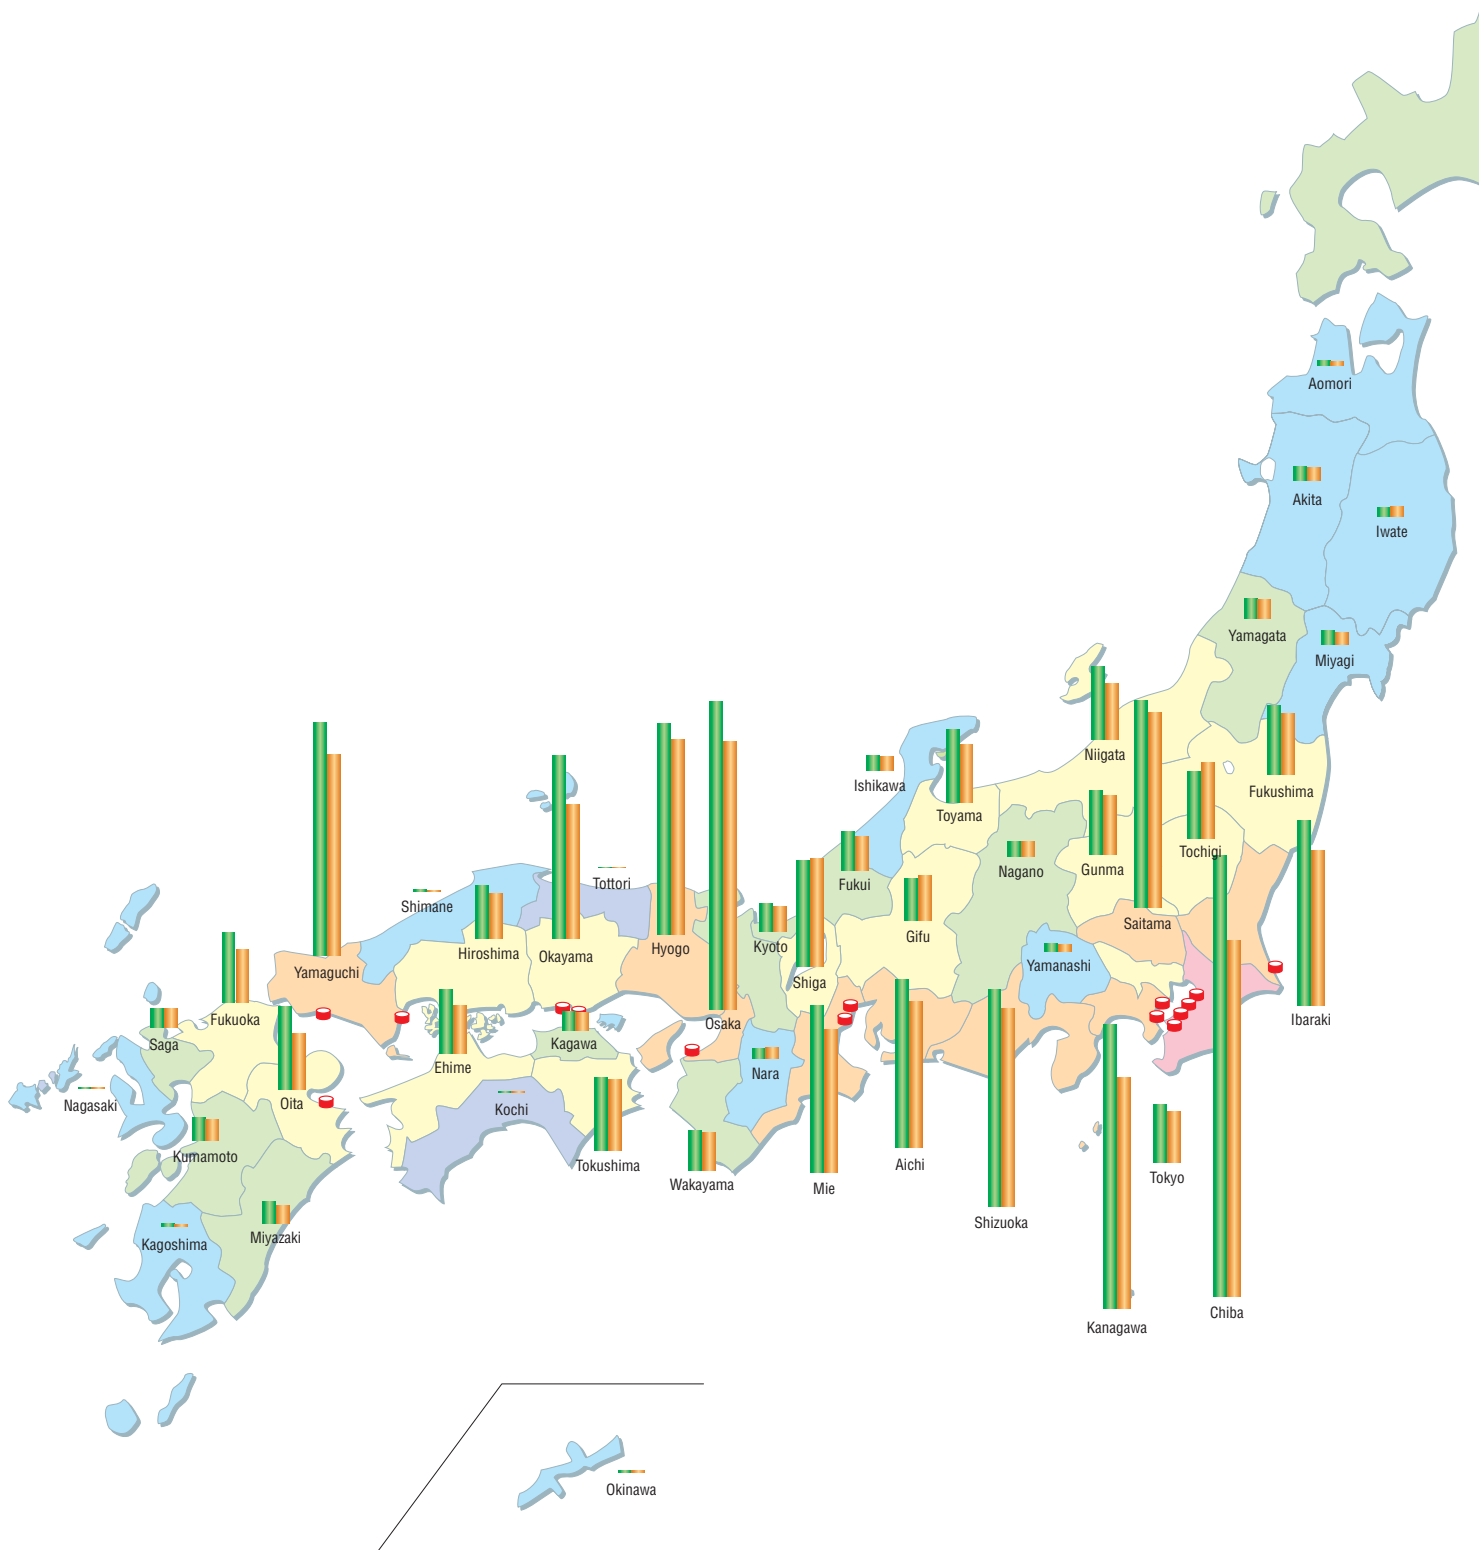 Aomori
Akita
Iwate
Yamagata
Miyagi
Niigata
Ishikawa
Fukushima
Toyama
Tochigi
Gunma
Nagano
Fukui
Tottori
Shimane
Saitama
Gifu
Kyoto
Hyogo
Hiroshima
Okayama
Yamanashi
Yamaguchi
Shiga
Fukuoka
Osaka
Ibaraki
Saga
Kagawa
Ehime
Nara
Nagasaki
Oita
Kochi
Kumamoto
Tokushima
Aichi
Tokyo
Wakayama
Mie
Shizuoka
Miyazaki
Kagoshima
Chiba
Kanagawa
Okinawa